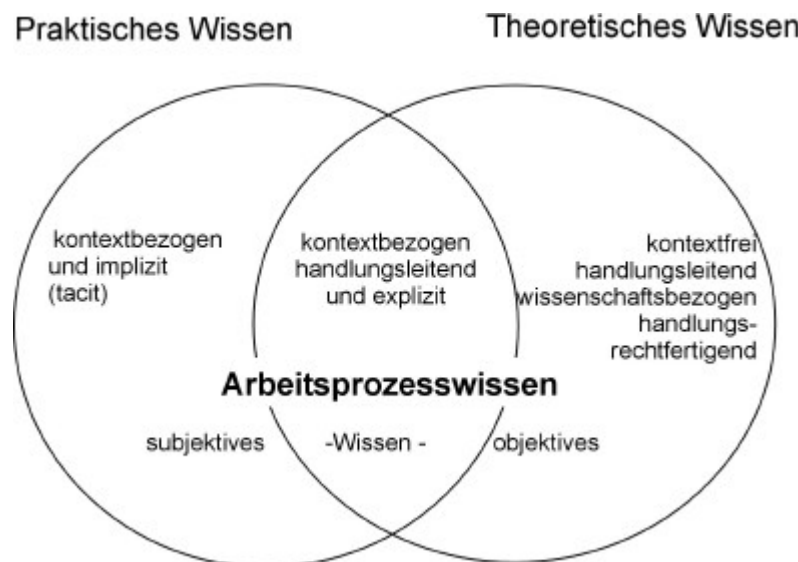 Praktisches Wissen
Theoretisches Wissen
kontextbezogen
und implizit
(tacit)
kontextbezogen
handlungsleitend
und explizit
kontextfrei
handlungsleitend
wissenschaftsbezogen
handlungs-
rechtfertigend
Arbeitsprozesswissen
subjektives -Wissen - objektives